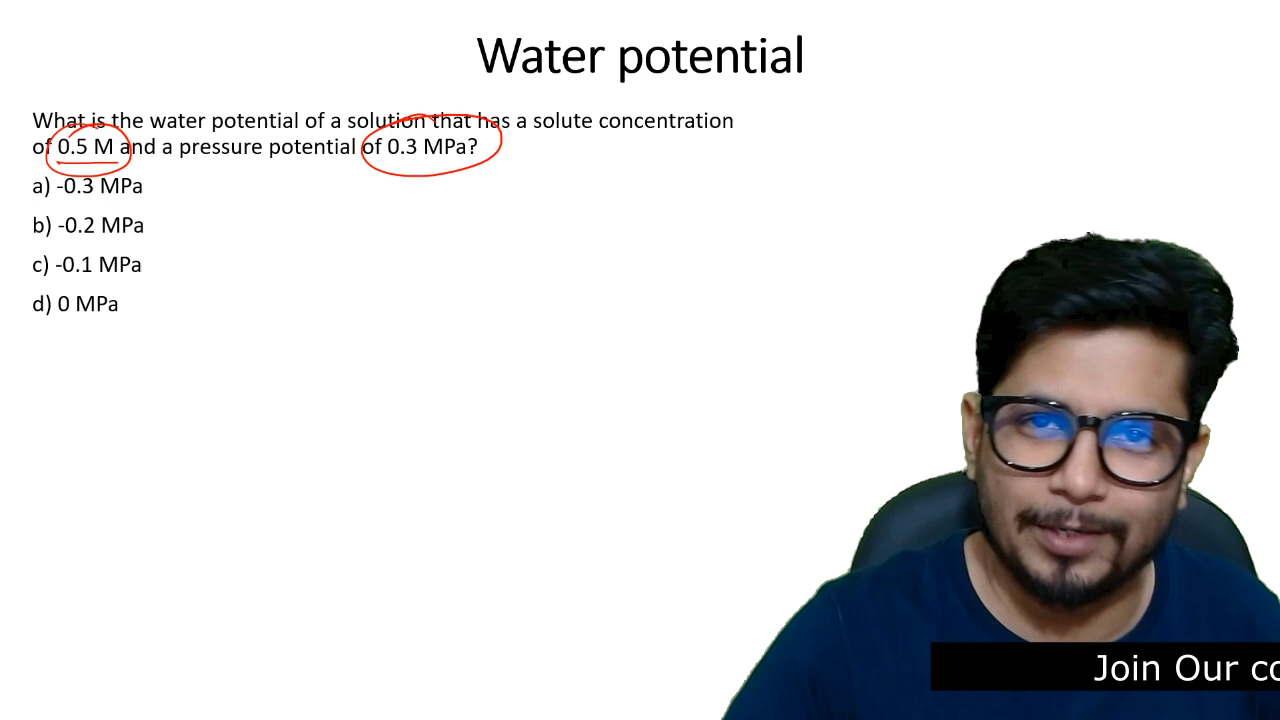 Water potential
What is the water potential of a solution that has a solute concentration
of 0.5 M and a pressure potential of 0.3 MPa?
a) -0.3 MPa
b) -0.2 MPa
c) -0.1 MPa
d) 0 MPa
Join Our co